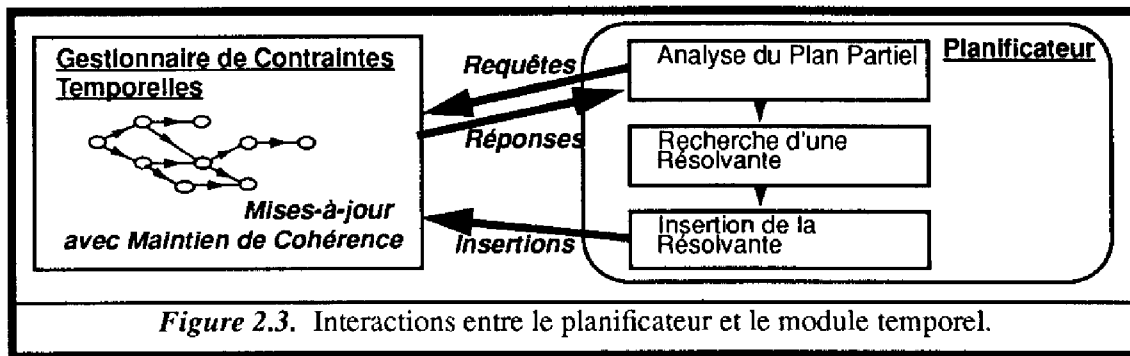 Gestionnaire de Contraintes
Temporelles
Mises-à-jour
avec Maintien de Cohérence
Requêtes
Réponses
Insertions
Planificateur
Analyse du Plan Partiel
Recherche d'une
Résolvante
Insertion de la
Résolvante
Figure 2.3. Interactions entre le planificateur et le module temporel.